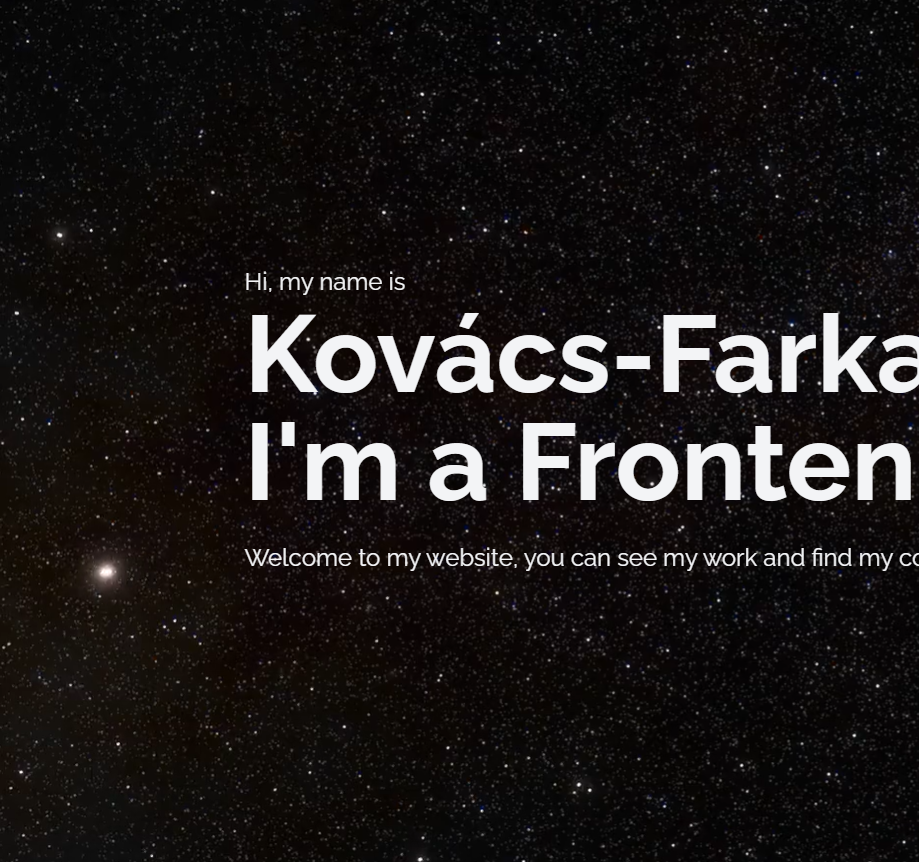 Hi, my name is
Kovács-Farka
I'm a Fronten
Welcome to my website, you can see my work and find my co